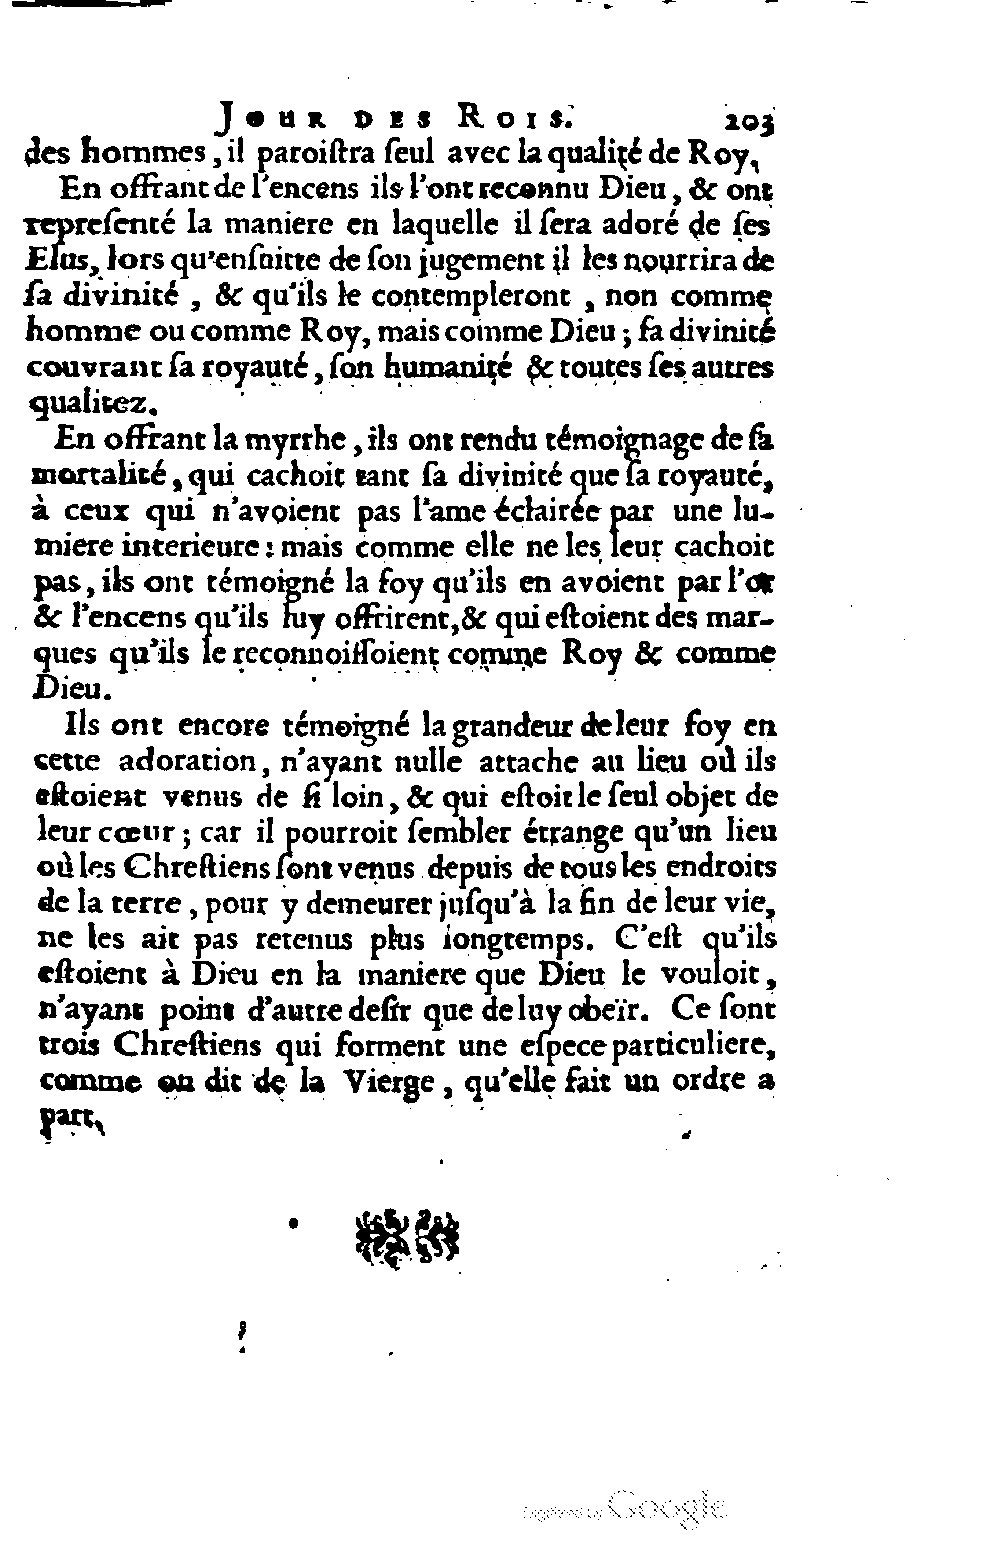 JOUR DES ROIS. 203
des hommes, il paroiſtra ſeul avec la qualité de Roy,
En offrant de l'encens ils l'ont reconnu Dieu, & ont
repreſenté la maniere en laquelle il ſera adoré de ſes
Elus, lors qu'enſuitte de ſon jugement il les nourrira de
ſa divinité, & qu'ils le contempleront, non comme
homme ou comme Roy, mais comme Dieu; ſa divinité
couvrant ſa royauté, ſon humanité & toutes ſes autres
qualitez.
En offrant la myrrhe, ils ont rendu témoignage de ſa
mortalité, qui cachoit tant ſa divinité que ſa royauté,
à ceux qui n'avoient pas l'ame éclairée par une lu-
miere interieure: mais comme elle ne les leur cachoit
pas, ils ont témoigné la foy qu'ils en avoient par l'or
& l'encens qu'ils luy offrirent, & qui eſtoient des mar-
ques qu'ils le reconnoiſſoient comme Roy & comme
Dieu.
Ils ont encore témoigné la grandeur de leur foy en
cette adoration, n'ayant nulle attache au lieu où ils
eſtoient venus de ſi loin, & qui eſtoit le ſeul objet de
leur cœur; car il pourroit ſembler étrange qu'un lieu
où les Chreſtiens ſont venus depuis de tous les endroits
de la terre, pour y demeurer juſqu'à la fin de leur vie,
ne les ait pas retenus plus longtemps. C'eſt qu'ils
eſtoient à Dieu en la maniere que Dieu le vouloit,
n'ayant point d'autre deſir que de luy obeïr. Ce ſont
trois Chreſtiens qui forment une eſpece particuliere,
comme on dit de la Vierge, qu'elle fait un ordre a
part.
Digitized by Google